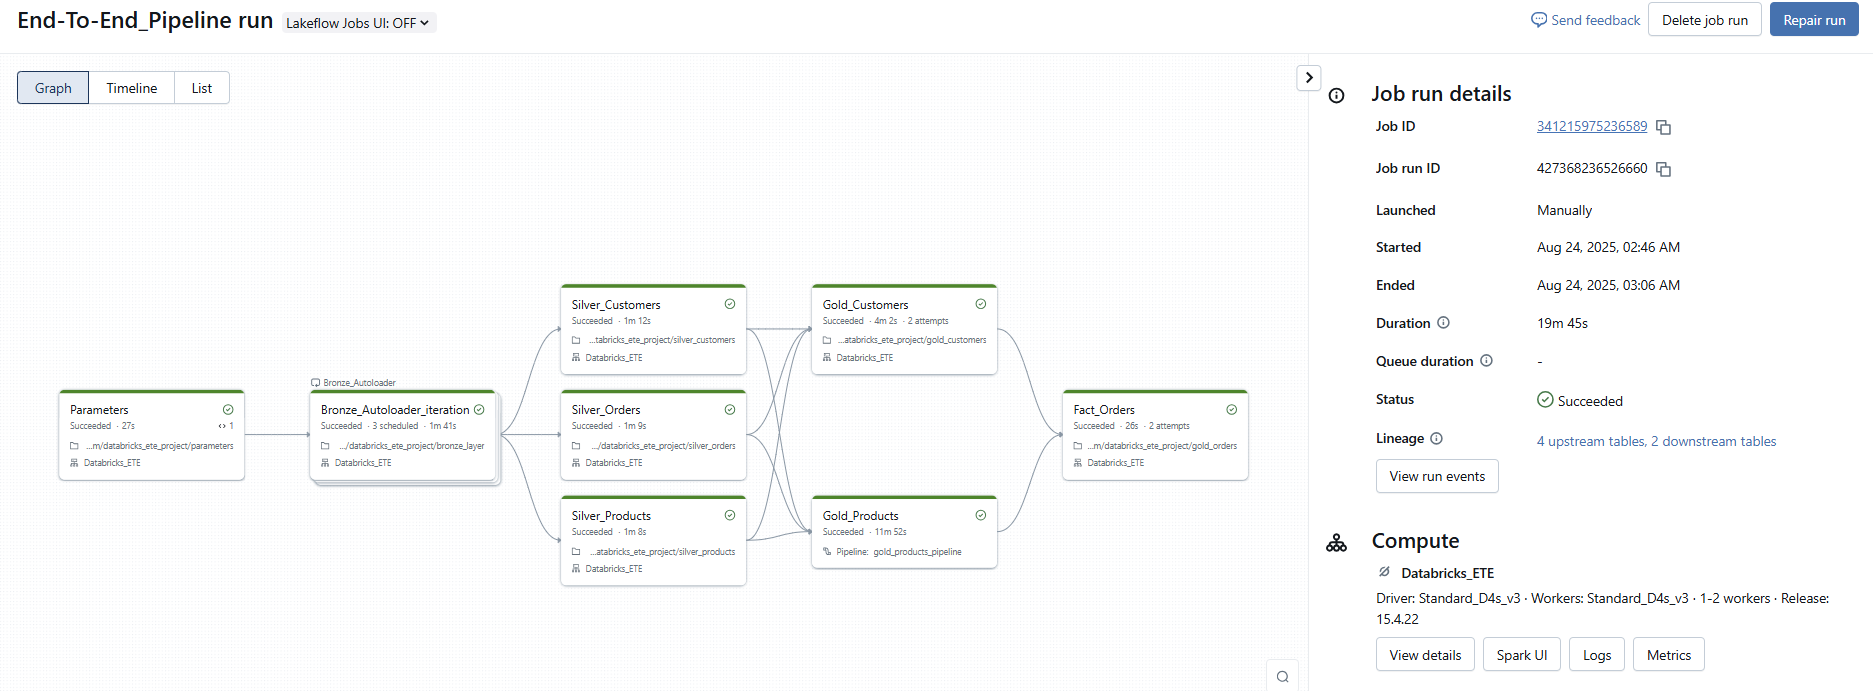 End-To-End_Pipeline run
Lakeflow Jobs UI: OFF
Send feedback
Delete job run
Repair run
Graph
Timeline
List
Parameters
Succeeded · 27s
1
...m/databricks_ete_project/parameters
Databricks_ETE
Bronze_Autoloader
Bronze_Autoloader_iteration
Succeeded · 3 scheduled · 1m 41s
.../databricks_ete_project/bronze_layer
Databricks_ETE
Silver_Customers
Succeeded · 1m 12s
...tabricks_ete_project/silver_customers
Databricks_ETE
Silver_Orders
Succeeded · 1m 9s
.../databricks_ete_project/silver_orders
Databricks_ETE
Silver_Products
Succeeded · 1m 8s
...atabricks_ete_project/silver_products
Databricks_ETE
Gold_Customers
Succeeded · 4m 2s · 2 attempts
...atabricks_ete_project/gold_customers
Databricks_ETE
Gold_Products
Succeeded · 11m 52s
Pipeline: gold_products_pipeline
Fact_Orders
Succeeded · 26s · 2 attempts
...m/databricks_ete_project/gold_orders
Databricks_ETE
Job run details
Job ID 341215975236589
Job run ID 427368236526660
Launched Manually
Started Aug 24, 2025, 02:46 AM
Ended Aug 24, 2025, 03:06 AM
Duration 19m 45s
Queue duration -
Status Succeeded
Lineage 4 upstream tables, 2 downstream tables
View run events
Compute
Databricks_ETE
Driver: Standard_D4s_v3 · Workers: Standard_D4s_v3 · 1-2 workers · Release:
15.4.22
View details
Spark UI
Logs
Metrics